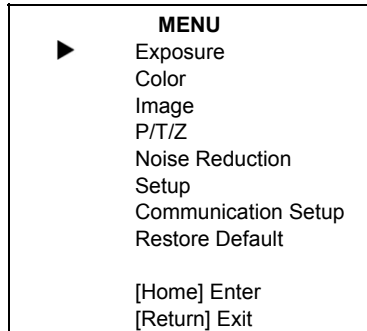 MENU
Exposure
Color
Image
P/T/Z
Noise Reduction
Setup
Communication Setup
Restore Default
[Home] Enter
[Return] Exit